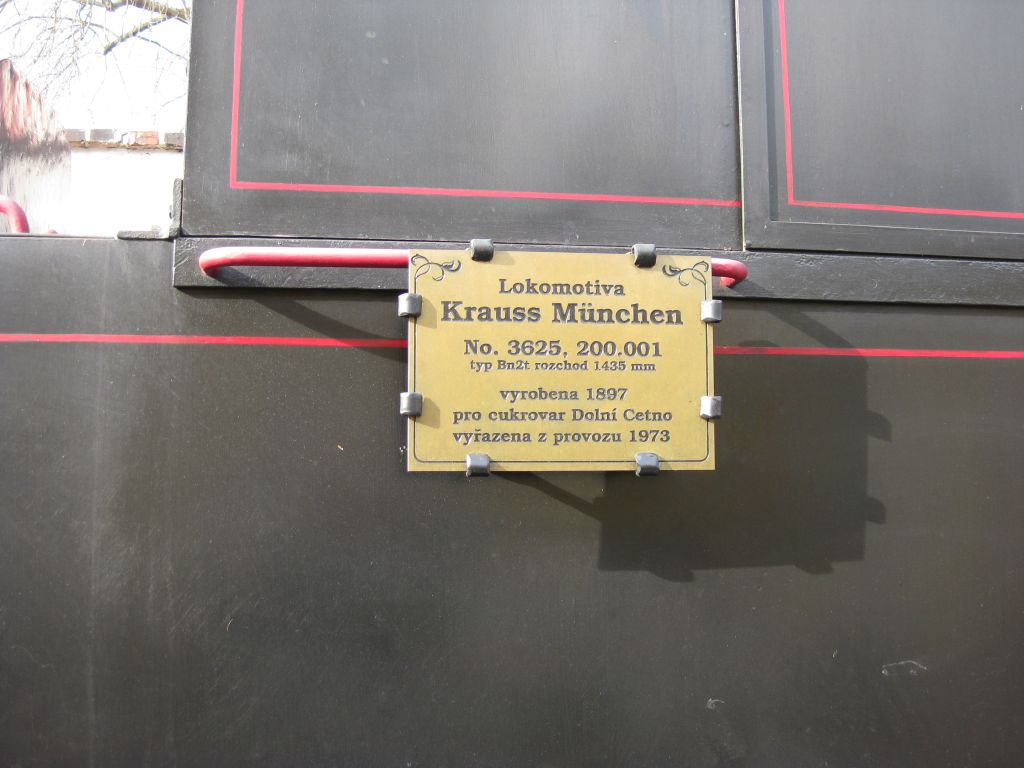 Lokomotiva
Krauss München
No. 3625, 200.001
typ Bn2t rozchod 1435 mm
vyrobena 1897
pro cukrovar Dolní Cetno
vyřazena z provozu 1973